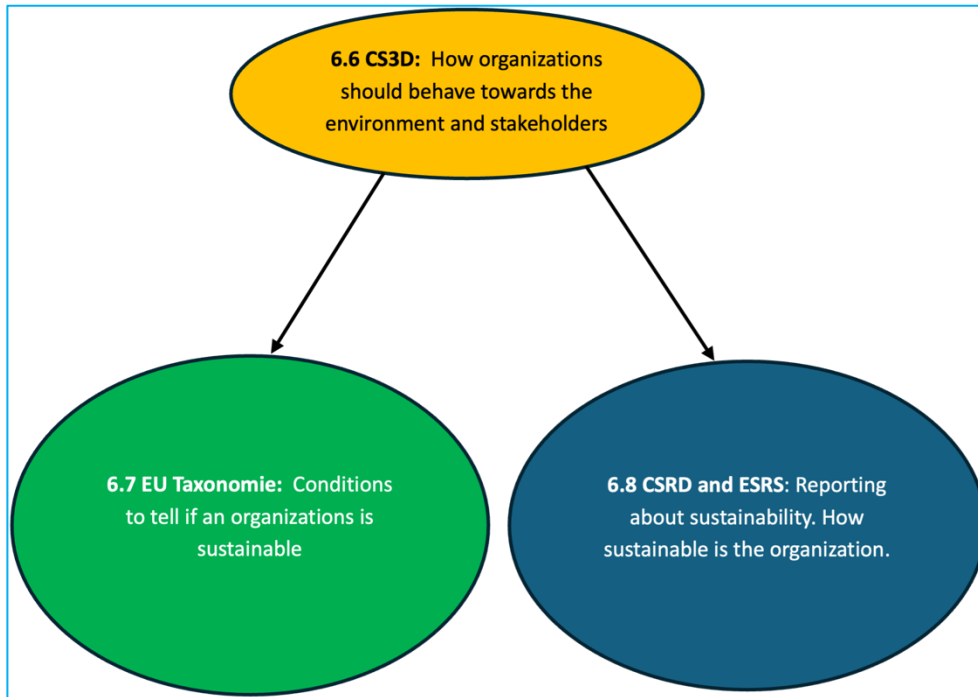 6.6 CS3D: How organizations
should behave towards the
environment and stakeholders
6.7 EU Taxonomie: Conditions
to tell if an organizations is
sustainable
6.8 CSRD and ESRS: Reporting
about sustainability. How
sustainable is the organization.